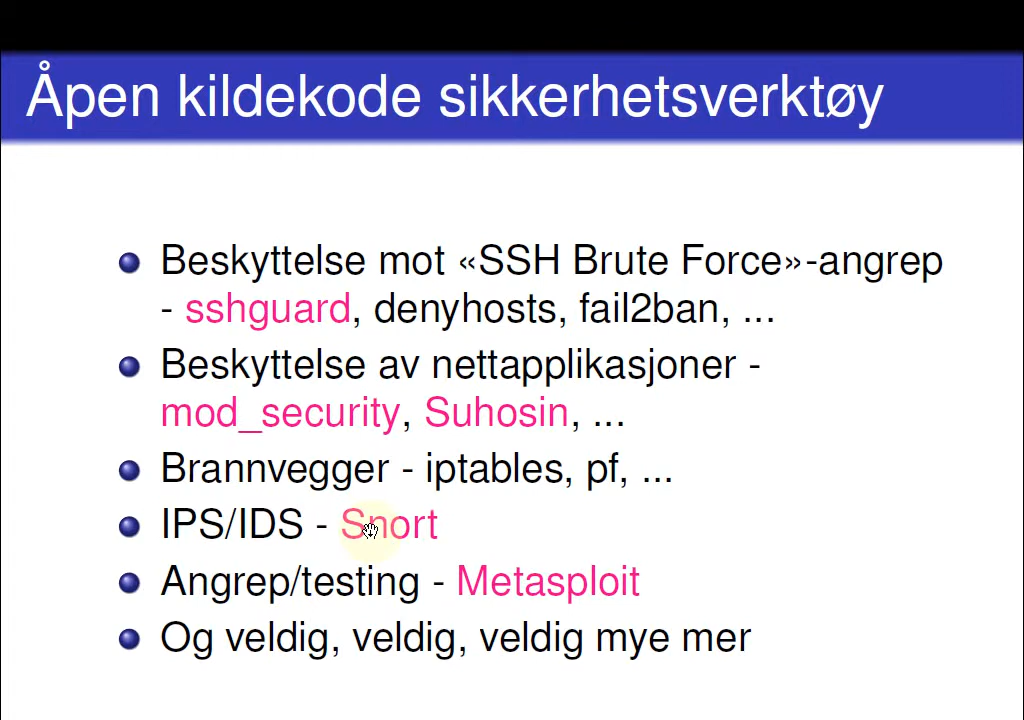 Åpen kildekode sikkerhetsverktøy
Beskyttelse mot «SSH Brute Force»-angrep
- sshguard, denyhosts, fail2ban, ...
Beskyttelse av nettapplikasjoner -
mod_security, Suhosin, ...
Brannvegger - iptables, pf, ...
IPS/IDS - Snort
Angrep/testing - Metasploit
Og veldig, veldig, veldig mye mer